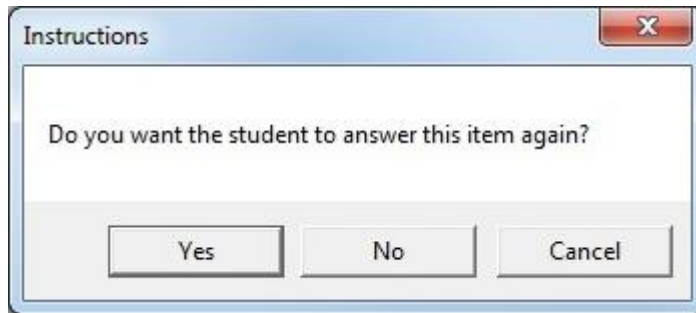 Instructions
Do you want the student to answer this item again?
Yes No Cancel